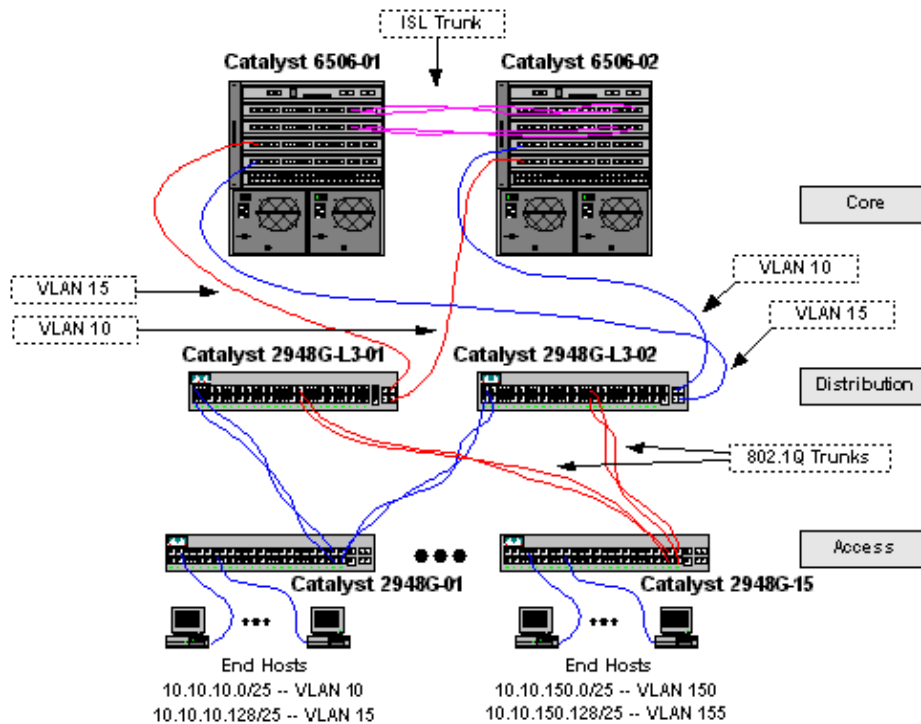 ISL Trunk
Catalyst 6506-01
Catalyst 6506-02
Core
VLAN 10
VLAN 15
VLAN 15
VLAN 10
Catalyst 2948G-L3-01
Catalyst 2948G-L3-02
Distribution
802.1Q Trunks
Access
Catalyst 2948G-01
Catalyst 2948G-15
End Hosts
10.10.10.0/25 -- VLAN 10
10.10.10.128/25 -- VLAN 15
End Hosts
10.10.150.0/25 -- VLAN 150
10.10.150.128/25 -- VLAN 155